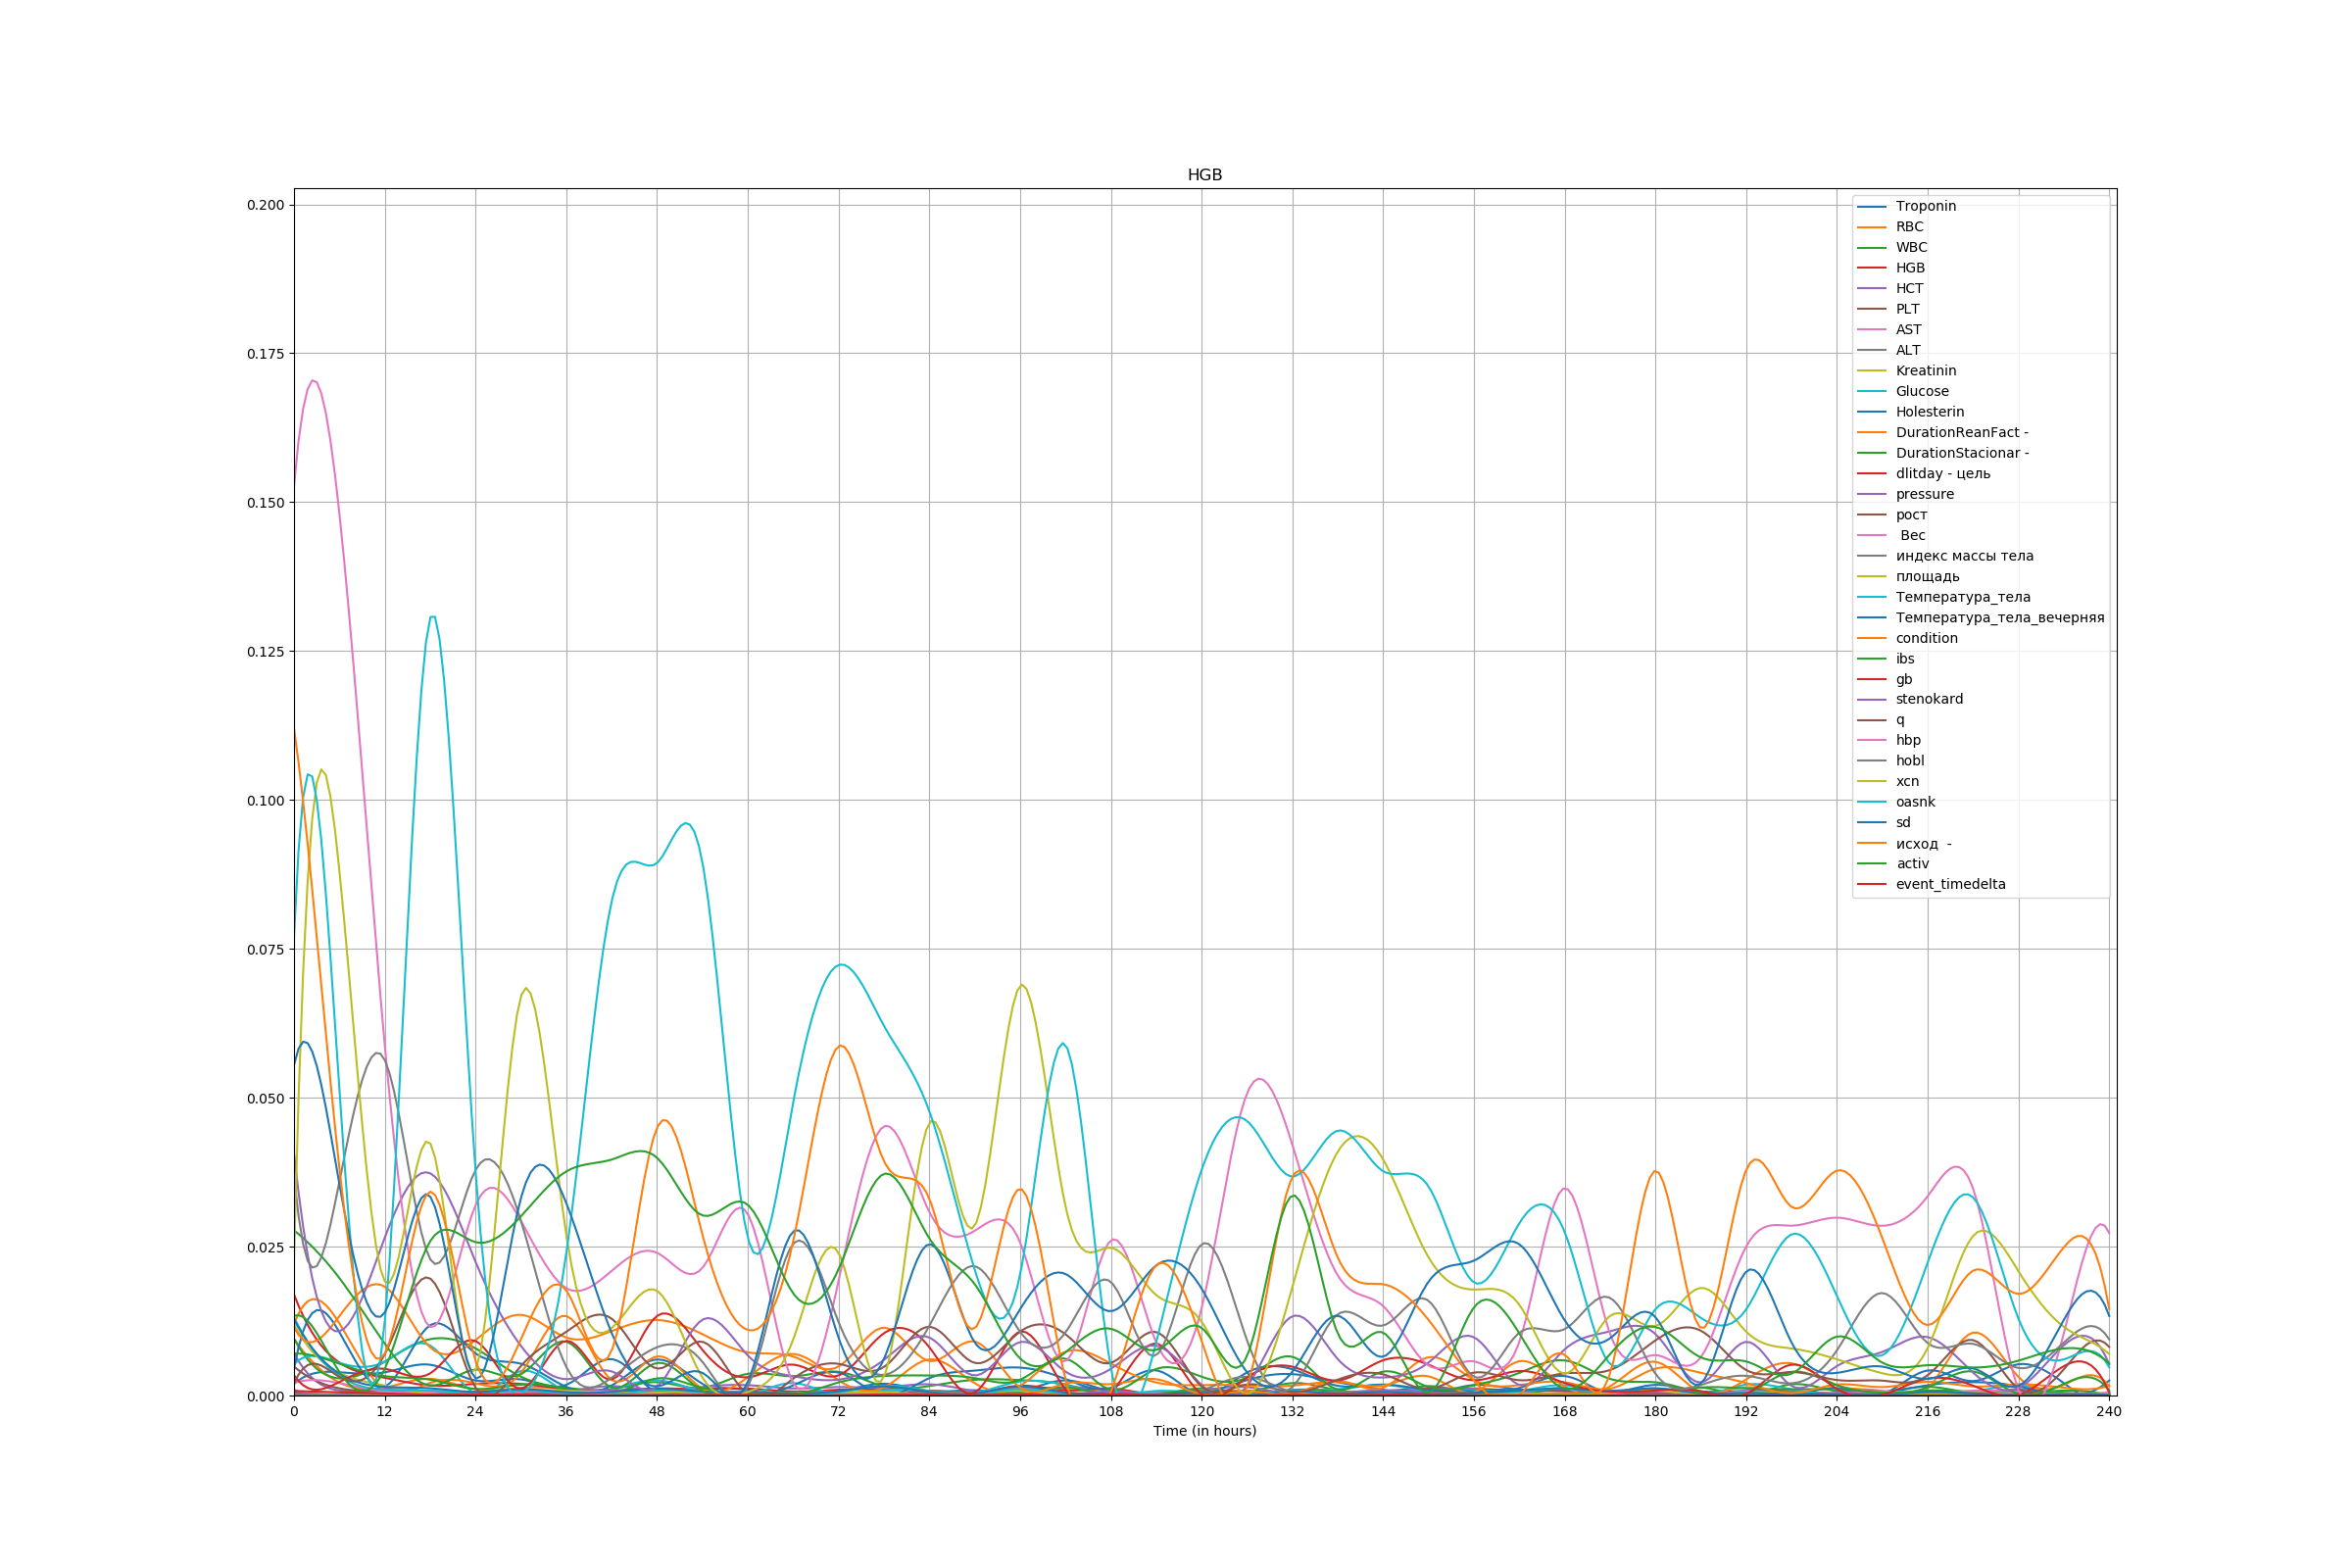 HGB
0.200
0.175
0.150
0.125
0.100
0.075
0.050
0.025
0.000
0 12 24 36 48 60 72 84 96 108 120 132 144 156 168 180 192 204 216 228 240
Time (in hours)
Troponin
RBC
WBC
HGB
HCT
PLT
AST
ALT
Kreatinin
Glucose
Holesterin
DurationReanFact -
DurationStacionar -
dlitday - цель
pressure
рост
Вес
индекс массы тела
площадь
Температура_тела
Температура_тела_вечерняя
condition
ibs
gb
stenokard
q
hbp
hobl
xcn
oasnk
sd
исход  -
activ
event_timedelta